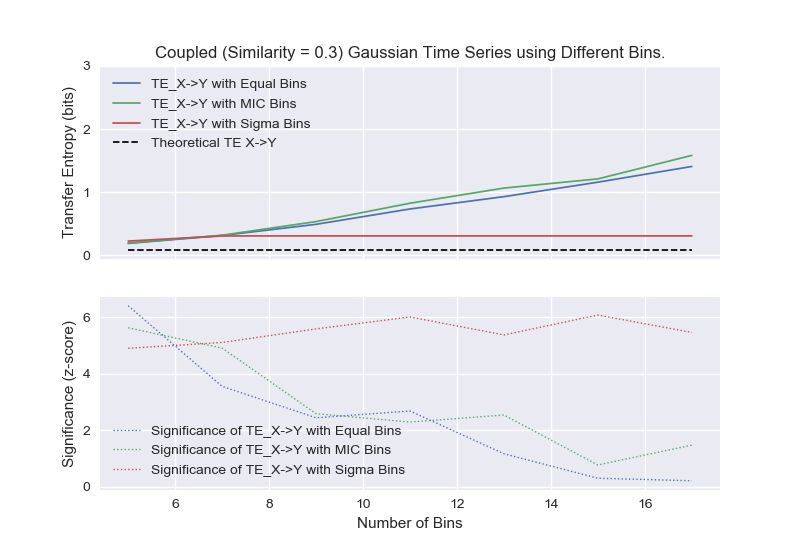 Coupled (Similarity = 0.3) Gaussian Time Series using Different Bins.
3
2
1
0
Transfer Entropy (bits)
TE_X->Y with Equal Bins
TE_X->Y with MIC Bins
TE_X->Y with Sigma Bins
Theoretical TE X->Y
6
4
2
0
Significance (z-score)
Significance of TE_X->Y with Equal Bins
Significance of TE_X->Y with MIC Bins
Significance of TE_X->Y with Sigma Bins
6 8 10 12 14 16
Number of Bins